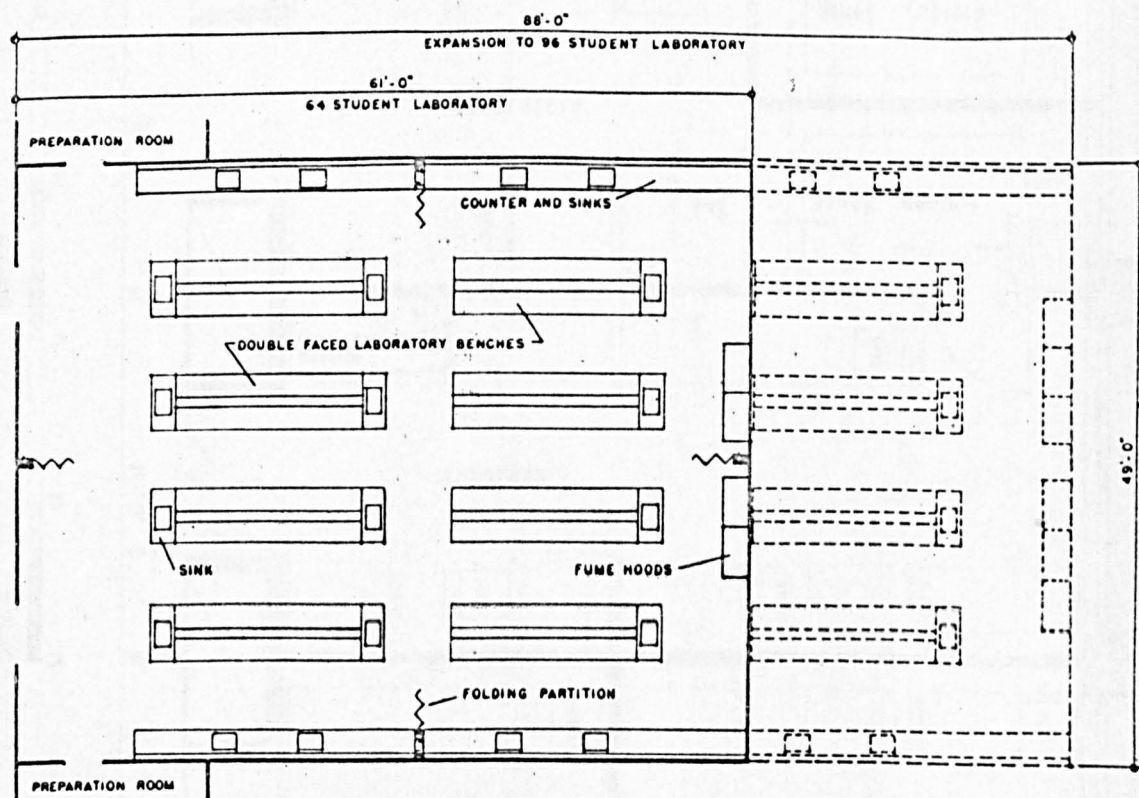 88'-0"
EXPANSION TO 96 STUDENT LABORATORY
61'-0"
64 STUDENT LABORATORY
PREPARATION ROOM
COUNTER AND SINKS
DOUBLE FACED LABORATORY BENCHES
49'-0"
SINK
FUME HOODS
FOLDING PARTITION
PREPARATION ROOM